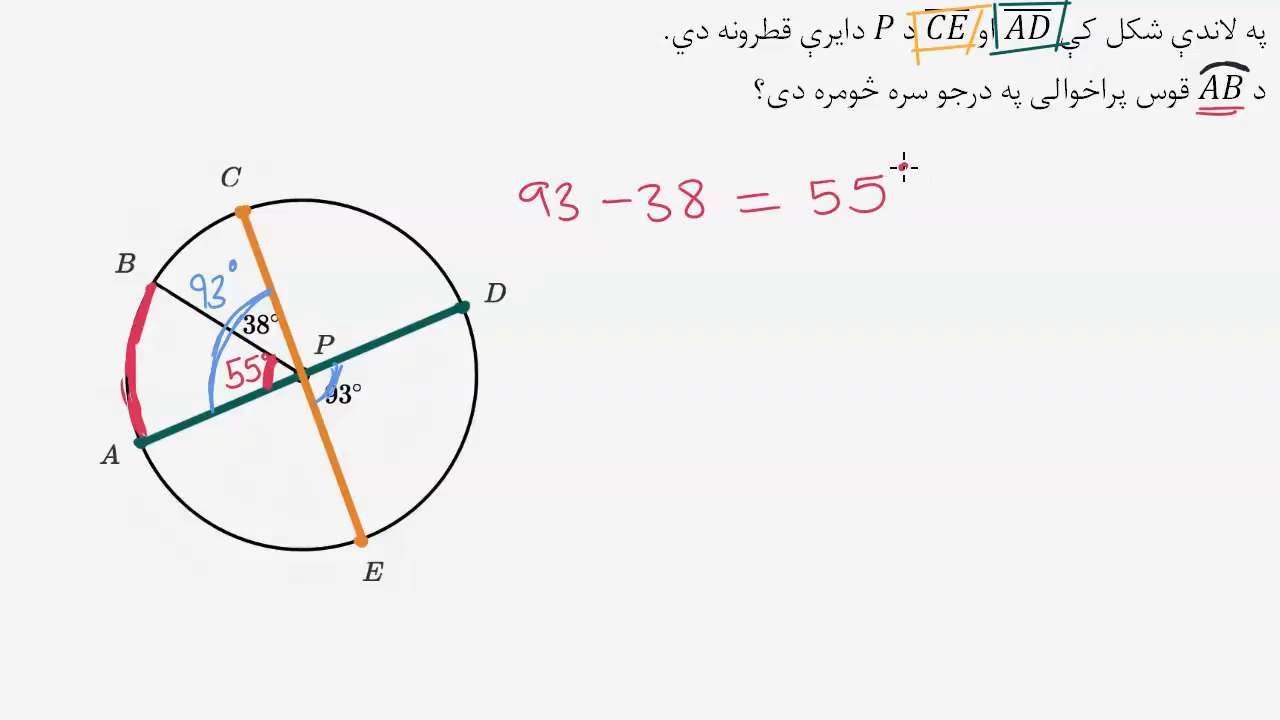 په لاندې شکل کې AD او CE د P دایرې قطرونه دي.
د AB قوس پراخوالی په درجو سره څومره دی؟
93 - 38 = 55°
C
B
93°
D
38°
P
55°
93°
A
E